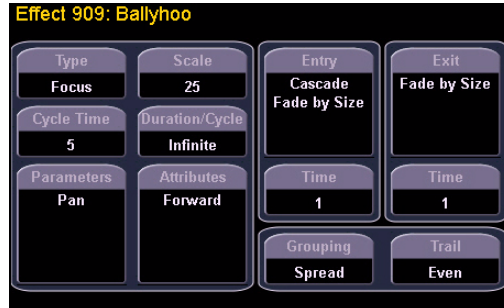 Effect 909: Ballyhoo
Type
Focus
Scale
25
Entry
Cascade
Fade by Size
Exit
Fade by Size
Cycle Time
5
Duration/Cycle
Infinite
Parameters
Pan
Attributes
Forward
Time
1
Time
1
Grouping
Spread
Trail
Even